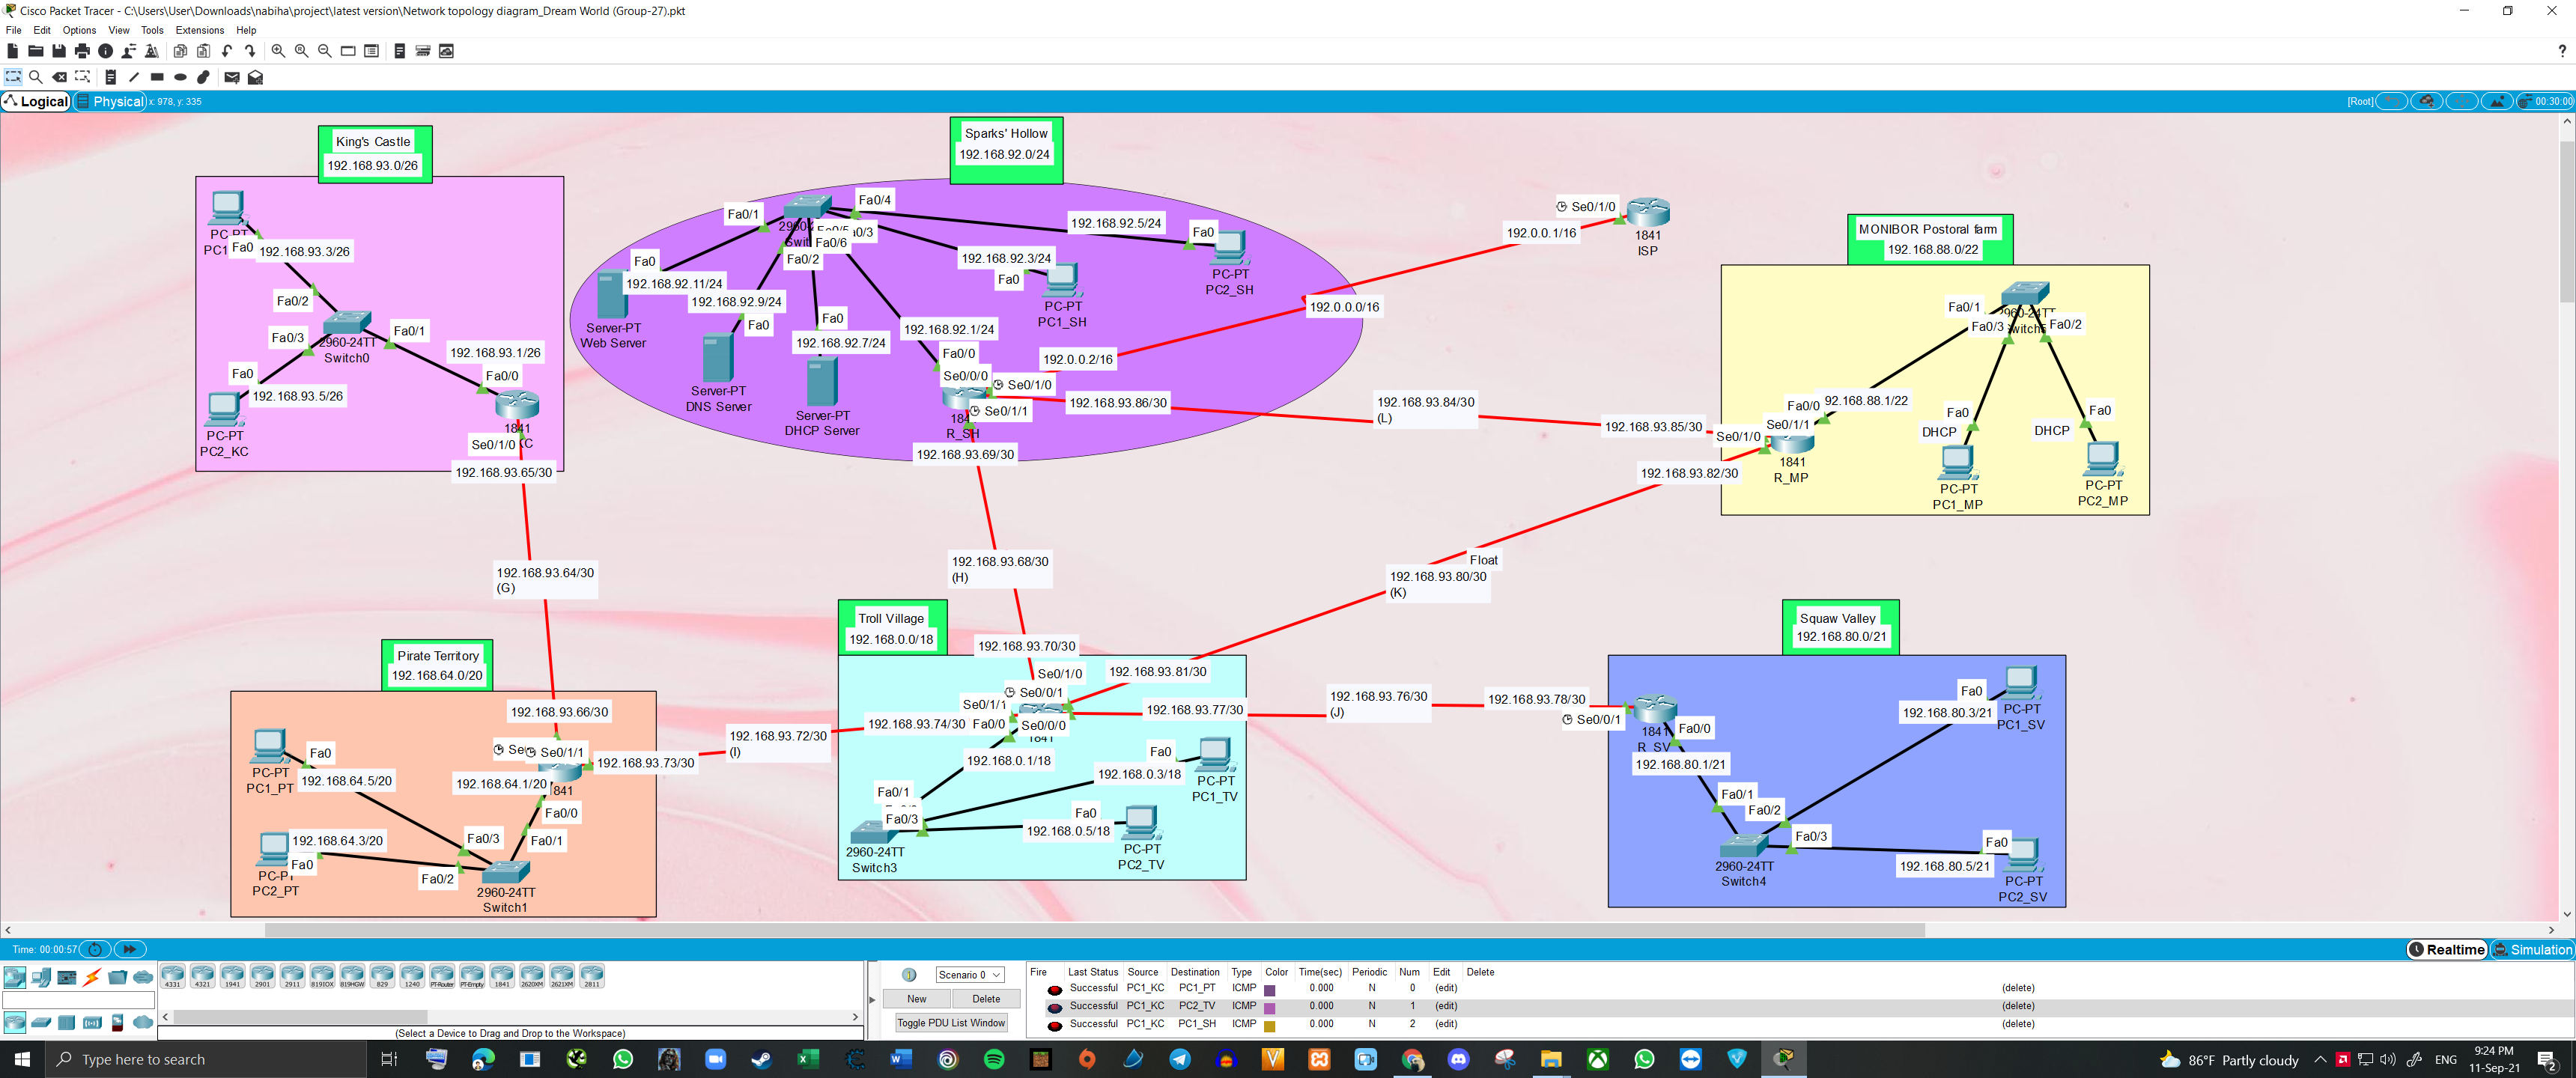 Cisco Packet Tracer - C:\Users\User\Downloads\nabiha\project\latest version\Network topology diagram_Dream World (Group-27).pkt
File Edit Options View Tools Extensions Help
Logical Physical x: 978, y: 335
[Root] 00:30:00
King's Castle
192.168.93.0/26
PC1
Fa0
192.168.93.3/26
Fa0/2
Fa0/3
Fa0/1
2960-24TT
Switch0
Fa0
192.168.93.5/26
PC-PT
PC2_KC
192.168.93.1/26
Fa0/0
1841
Se0/1/0
192.168.93.65/30
Sparks' Hollow
192.168.92.0/24
Fa0/1
Fa0/4
Fa0/6
Fa0/2
Fa0
192.168.92.11/24
Server-PT
Web Server
192.168.92.9/24
Fa0
Server-PT
DNS Server
Fa0
192.168.92.7/24
Server-PT
DHCP Server
192.168.92.5/24
Fa0
PC-PT
PC2_SH
192.168.92.3/24
Fa0
PC-PT
PC1_SH
192.168.92.1/24
Fa0/0
Se0/0/0
192.0.0.2/16
Se0/1/0
Se0/1/1
R_SH
192.168.93.86/30
192.168.93.69/30
192.0.0.0/16
192.0.0.1/16
Se0/1/0
1841
ISP
192.168.93.84/30
(L)
192.168.93.85/30
MONIBOR Postoral farm
192.168.88.0/22
Fa0/1
Fa0/3
Fa0/2
92.168.88.1/22
Fa0/0
Se0/1/1
Se0/1/0
192.168.93.82/30
1841
R_MP
Fa0
DHCP
PC-PT
PC1_MP
Fa0
DHCP
PC-PT
PC2_MP
192.168.93.64/30
(G)
192.168.93.68/30
(H)
Float
192.168.93.80/30
(K)
Pirate Territory
192.168.64.0/20
192.168.93.66/30
Se0/1/1
192.168.93.73/30
192.168.64.1/20
Fa0/0
Fa0/1
Fa0
192.168.64.5/20
PC-PT
PC1_PT
192.168.64.3/20
Fa0
PC2_PT
Fa0/3
Fa0/2
2960-24TT
Switch1
192.168.93.72/30
(I)
Troll Village
192.168.0.0/18
192.168.93.70/30
192.168.93.81/30
Se0/1/0
Se0/0/1
192.168.93.74/30
Fa0/0
Se0/0/0
192.168.93.77/30
192.168.0.1/18
Fa0
192.168.0.3/18
PC-PT
PC1_TV
Fa0/1
Fa0/3
2960-24TT
Switch3
Fa0
192.168.0.5/18
PC-PT
PC2_TV
192.168.93.76/30
(J)
192.168.93.78/30
Se0/0/1
Squaw Valley
192.168.80.0/21
1841
R_SV
Fa0/0
192.168.80.1/21
Fa0
192.168.80.3/21
PC-PT
PC1_SV
Fa0/1
Fa0/2
Fa0/3
2960-24TT
Switch4
Fa0
192.168.80.5/21
PC-PT
PC2_SV
Time: 00:00:57
Realtime Simulation
4331 4321 1941 2901 2911 819IOX 819HGW 829 1240 PT-Router PT-Empty 1841 2620XM 2621XM 2811
(Select a Device to Drag and Drop to the Workspace)
Scenario 0
New Delete
Toggle PDU List Window
Fire Last Status Source Destination Type Color Time(sec) Periodic Num Edit Delete
Successful PC1_KC PC1_PT ICMP 0.000 N 0 (edit) (delete)
Successful PC1_KC PC2_TV ICMP 0.000 N 1 (edit) (delete)
Successful PC1_KC PC1_SH ICMP 0.000 N 2 (edit) (delete)
Type here to search
86°F Partly cloudy
ENG
9:24 PM
11-Sep-21
2